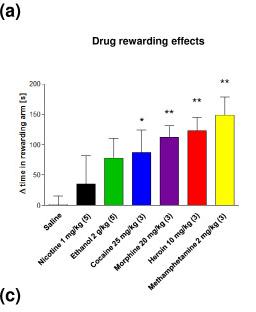 (a)
Drug rewarding effects
Δ time in rewarding arm [s]
200
150
100
50
0
*
**
**
**
Saline
Nicotine 1 mg/kg (5)
Ethanol 2 g/kg (5)
Cocaine 25 mg/kg (3)
Morphine 20 mg/kg (3)
Heroin 10 mg/kg (3)
Methamphetamine 2 mg/kg (3)
(c)